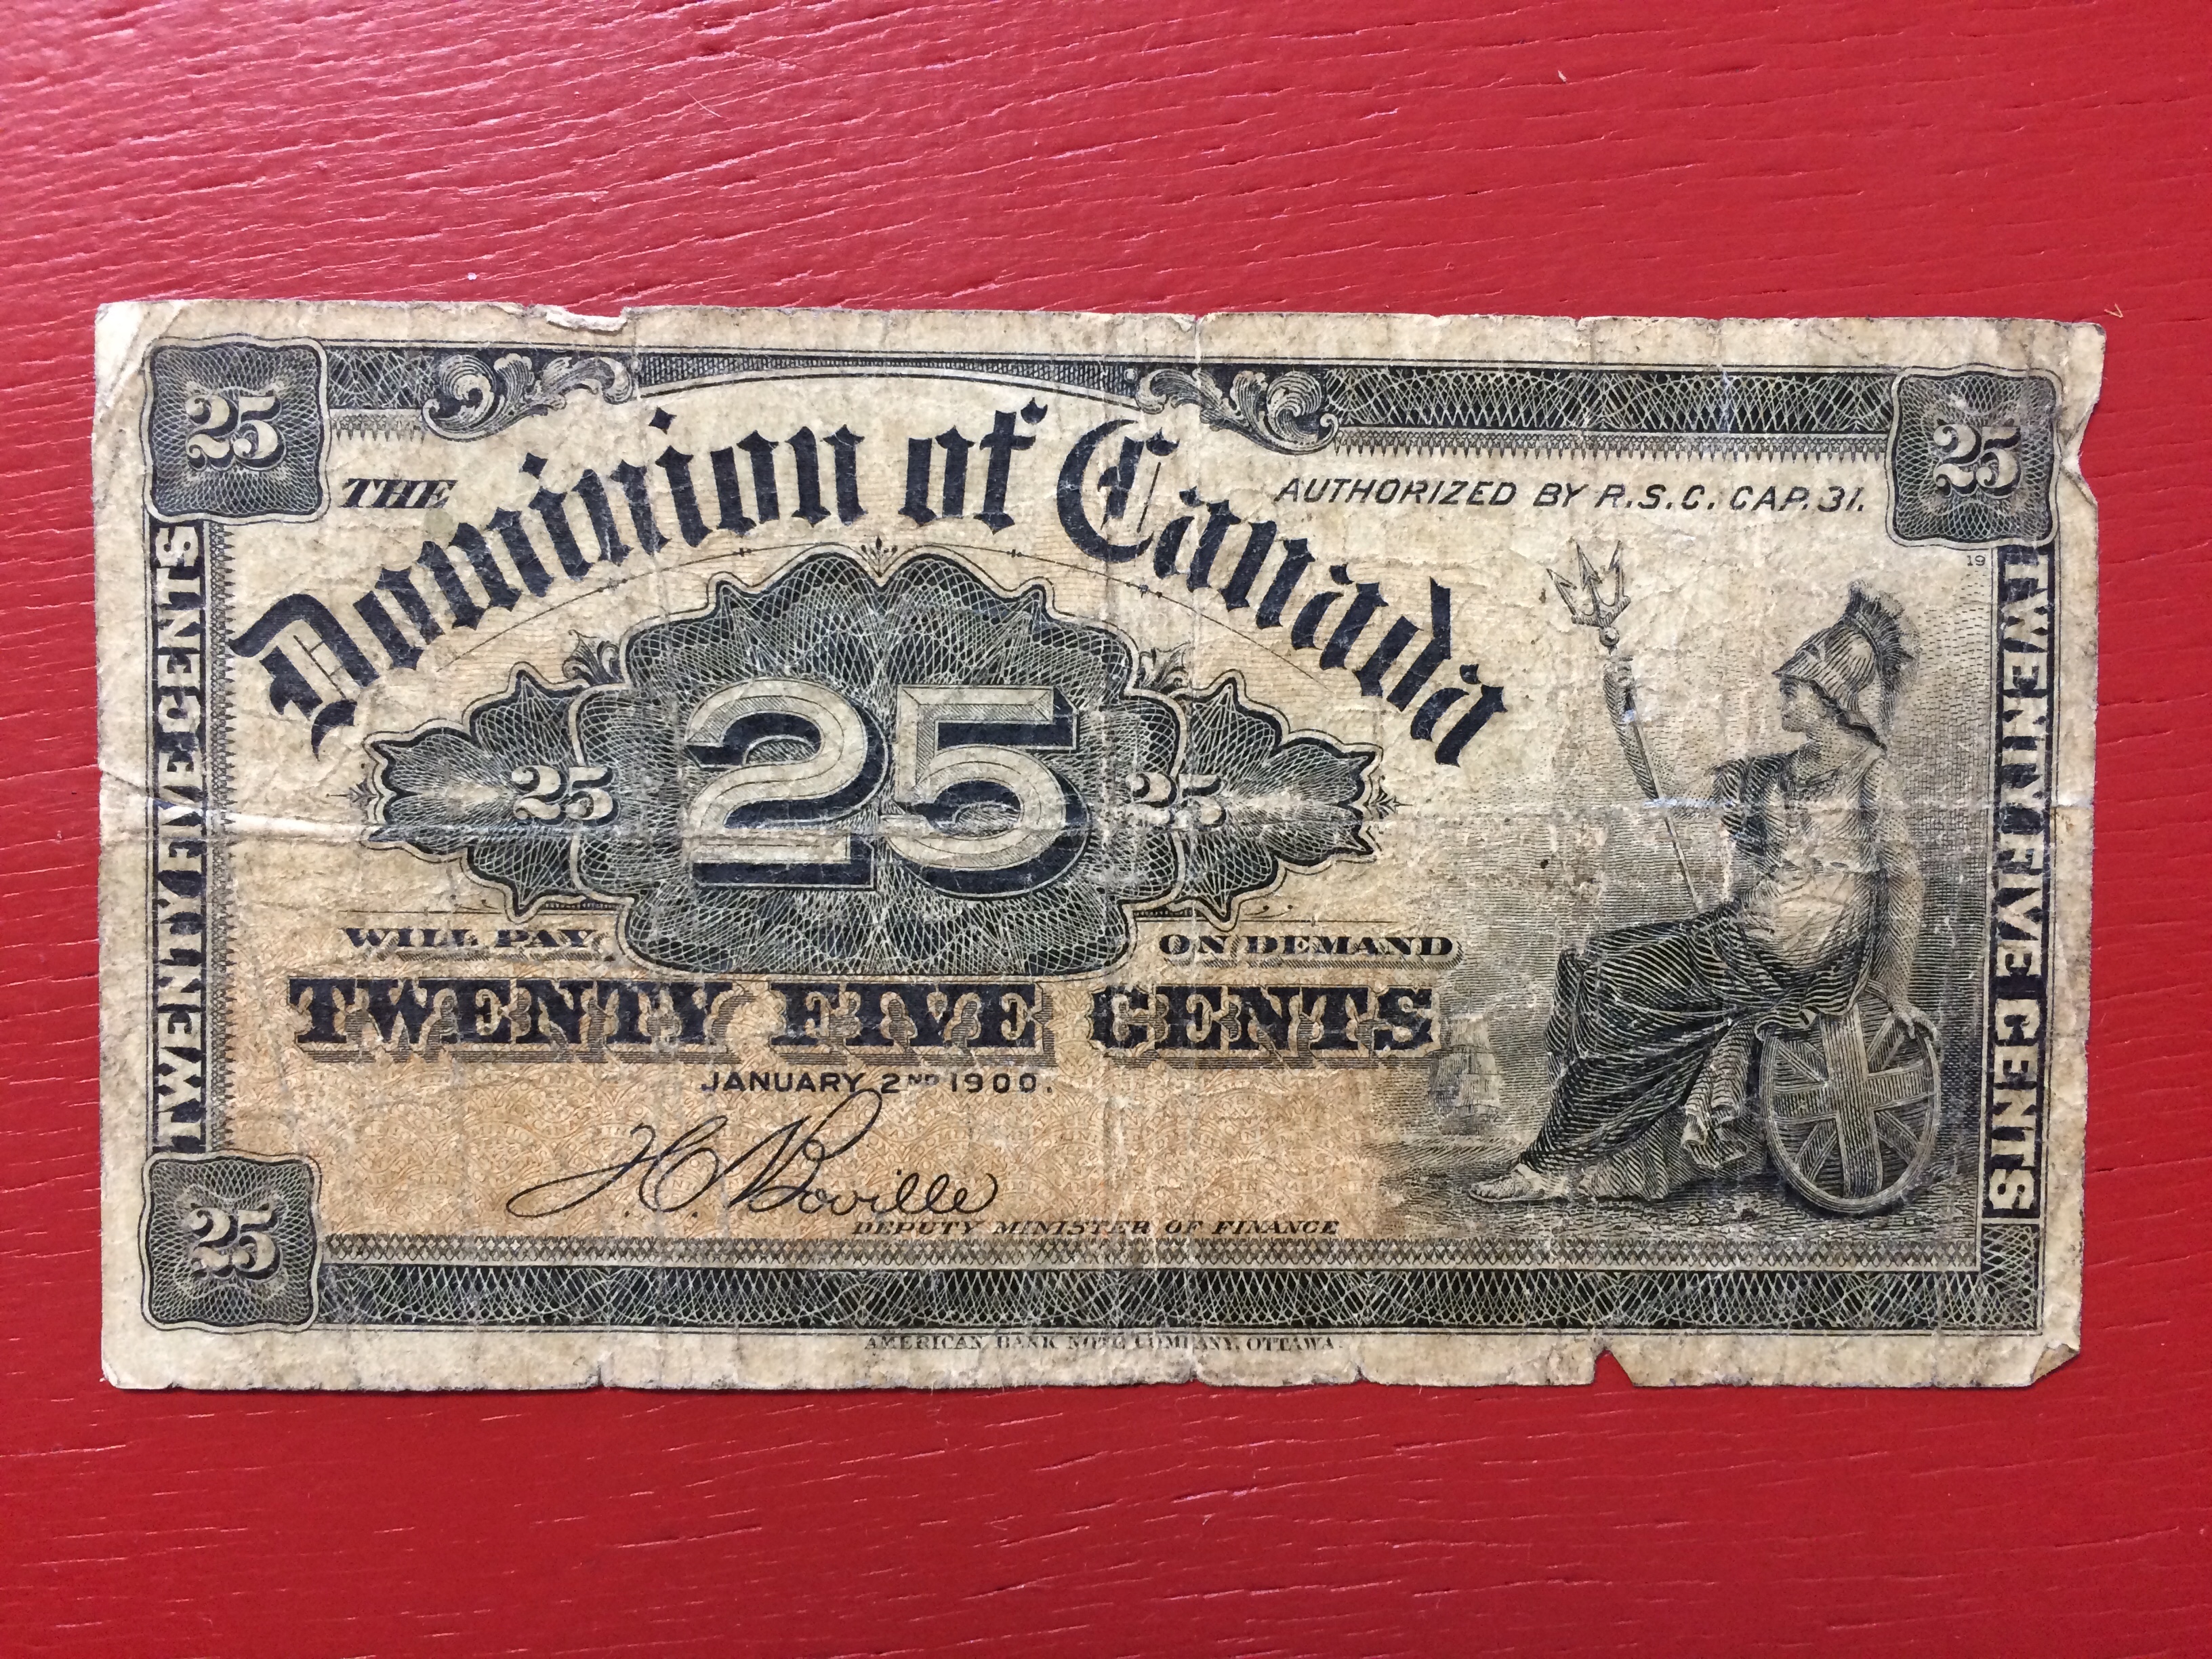 25
25
THE Dominion of Canada
AUTHORIZED BY R.S.C. CAP. 31.
19
TWENTY FIVE CENTS
TWENTY FIVE CENTS
25
25
25
WILL PAY
ON DEMAND
TWENTY FIVE CENTS
JANUARY 2ND 1900.
T.C. Boville
DEPUTY MINISTER OF FINANCE
25
AMERICAN BANK NOTE COMPANY, OTTAWA.